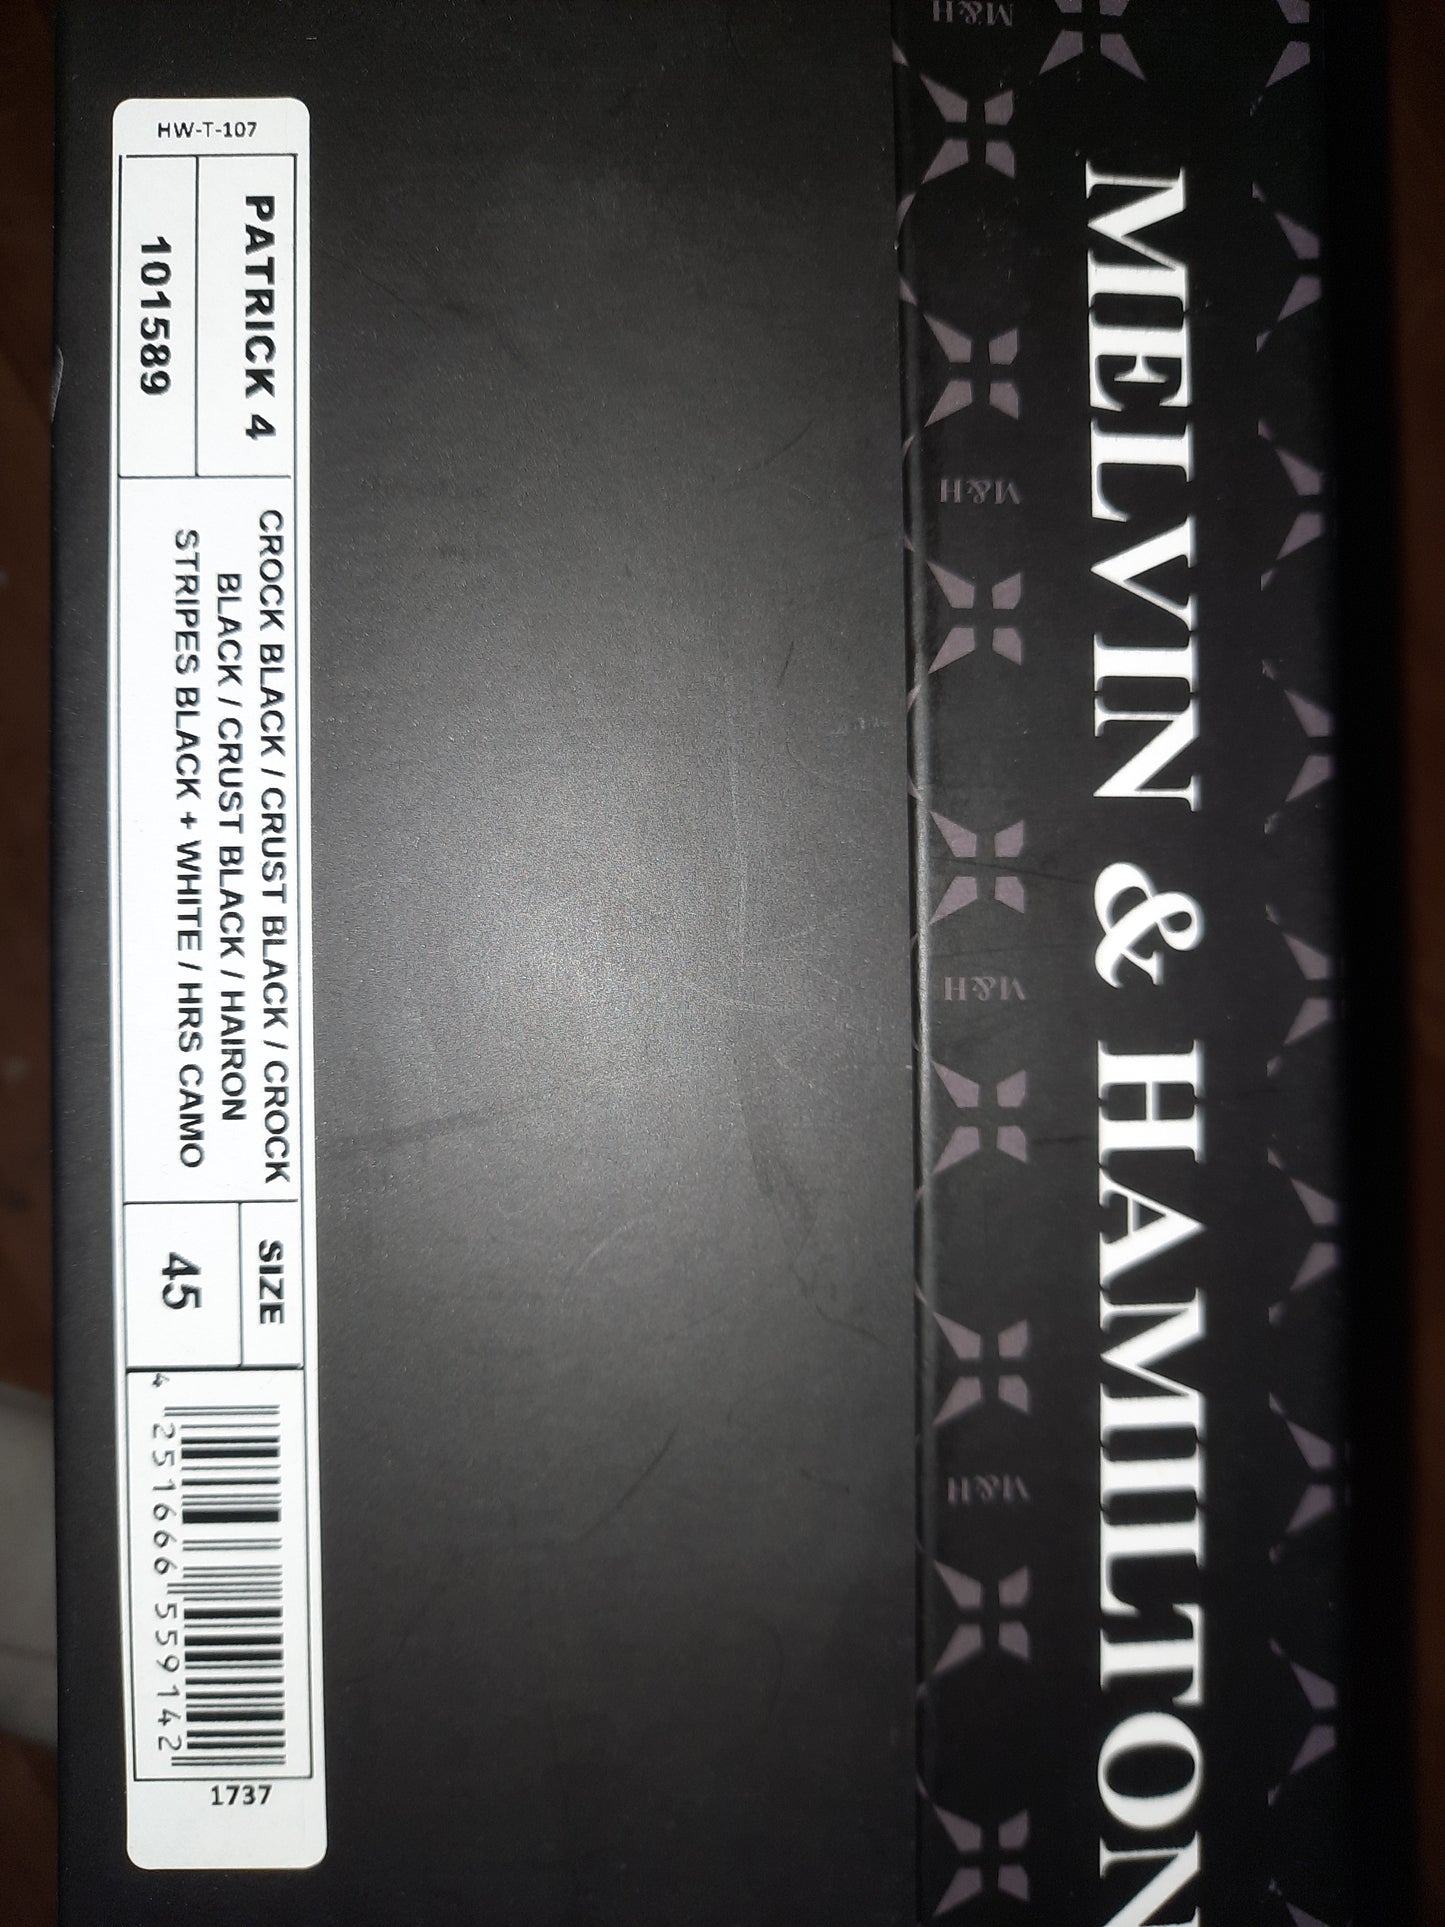 M&H
M&H
M&H
M&H
MELVIN & HAMILTON
HW-T-107
PATRICK 4
101589
CROCK BLACK / CRUST BLACK / CROCK
BLACK / CRUST BLACK / HAIRON
STRIPES BLACK + WHITE / HRS CAMO
SIZE
45
4 251666 559142
1737